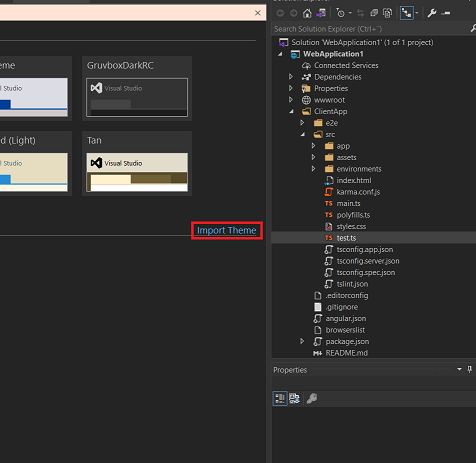 Search Solution Explorer (Ctrl+¨)
Solution 'WebApplication1' (1 of 1 project)
WebApplication1
Connected Services
Dependencies
Properties
wwwroot
ClientApp
e2e
src
app
assets
environments
index.html
karma.conf.js
TS main.ts
TS polyfills.ts
styles.css
TS test.ts
tsconfig.app.json
tsconfig.server.json
tsconfig.spec.json
tslint.json
.editorconfig
.gitignore
angular.json
browserslist
package.json
README.md
Properties
eme
GruvboxDarkRC
Studio
Visual Studio
d (Light)
Tan
Studio
Visual Studio
Import Theme